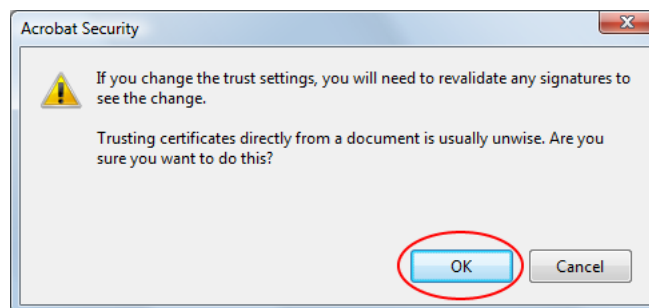 Acrobat Security
If you change the trust settings, you will need to revalidate any signatures to
see the change.
Trusting certificates directly from a document is usually unwise. Are you
sure you want to do this?
OK
Cancel